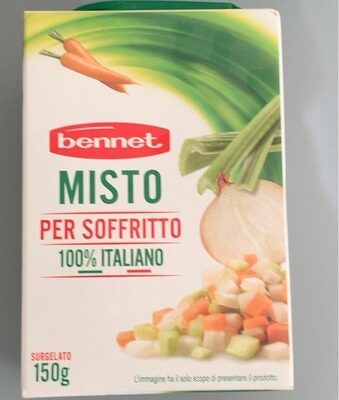 bennet
MISTO
PER SOFFRITTO
100% ITALIANO
SURGELATO
150g
L'immagine ha il solo scopo di presentare il prodotto.